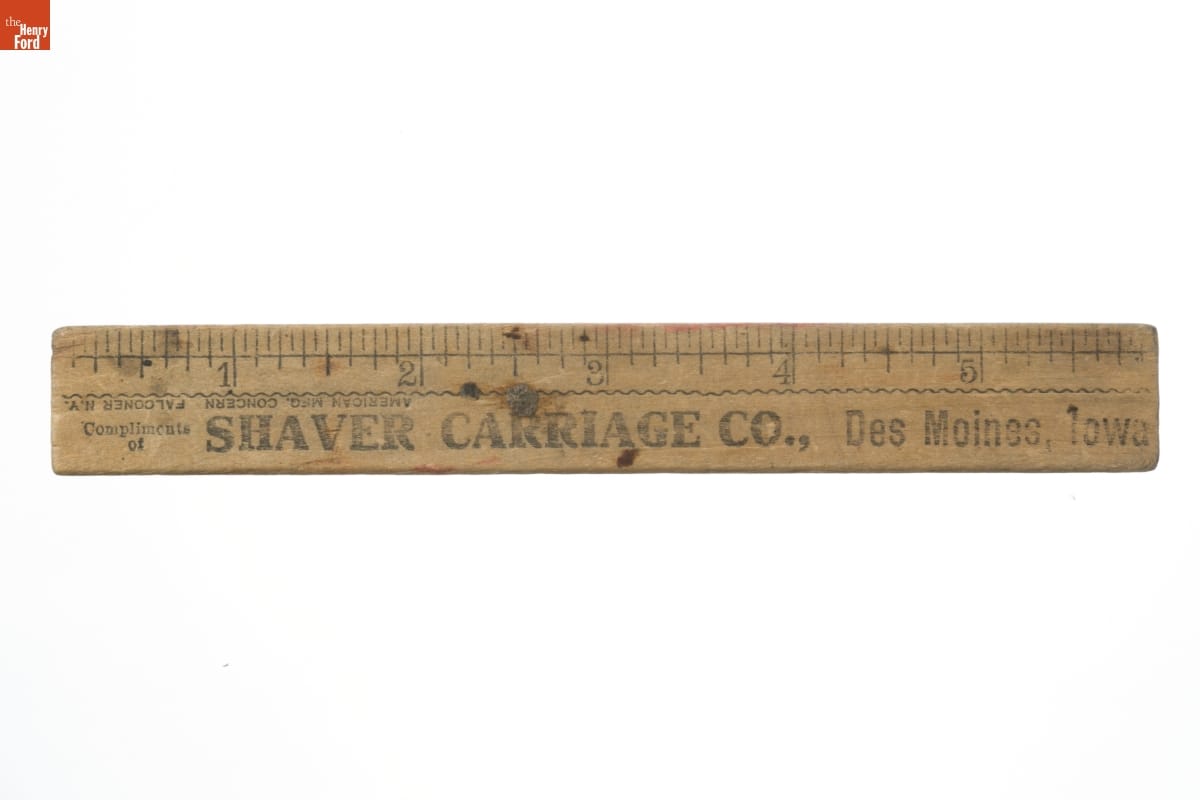 the
Henry
Ford
1 2 3 4 5
AMERICAN MFG. CONCERN FALCONER N.Y.
Compliments
of
SHAVER CARRIAGE CO., Des Moines, Iowa